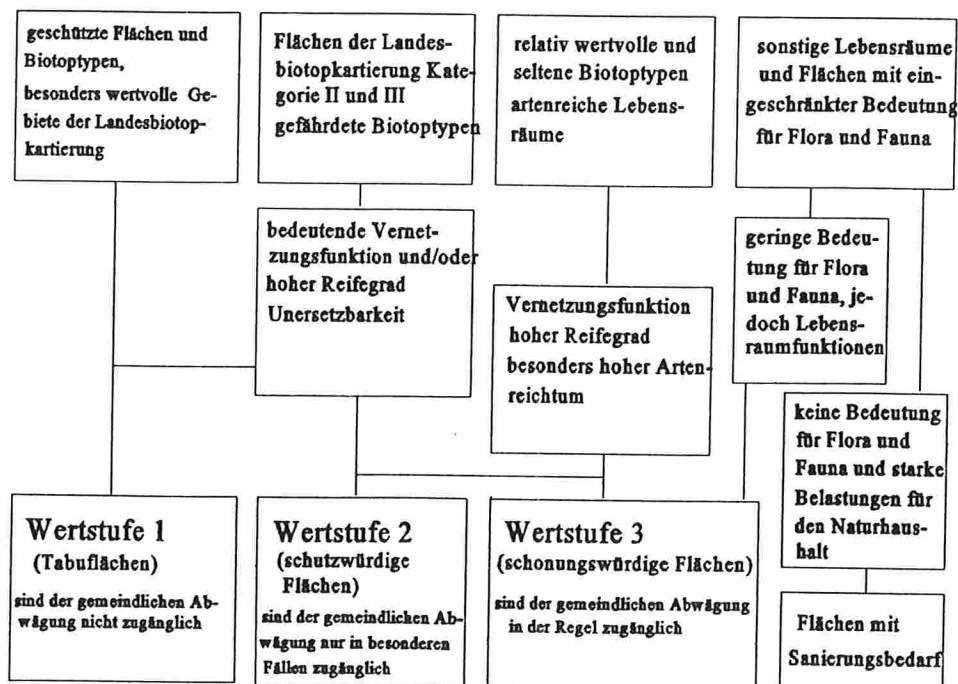 geschützte Flächen und
Biotoptypen,
besonders wertvolle Ge-
biete der Landesbiotop-
kartierung
Flächen der Landes-
biotopkartierung Kate-
gorie II und III
gefährdete Biotoptypen
relativ wertvolle und
seltene Biotoptypen
artenreiche Lebens-
räume
sonstige Lebensräume
und Flächen mit ein-
geschränkter Bedeutung
für Flora und Fauna
bedeutende Vernet-
zungsfunktion und/oder
hoher Reifegrad
Unersetzbarkeit
Vernetzungsfunktion
hoher Reifegrad
besonders hoher Arten-
reichtum
geringe Bedeu-
tung für Flora
und Fauna, je-
doch Lebens-
raumfunktionen
keine Bedeutung
für Flora und
Fauna und starke
Belastungen für
den Naturhaus-
halt
Wertstufe 1
(Tabuflächen)
sind der gemeindlichen Ab-
wägung nicht zugänglich
Wertstufe 2
(schutzwürdige
Flächen)
sind der gemeindlichen Ab-
wägung nur in besonderen
Fällen zugänglich
Wertstufe 3
(schonungswürdige Flächen)
sind der gemeindlichen Abwägung
in der Regel zugänglich
Flächen mit
Sanierungsbedarf